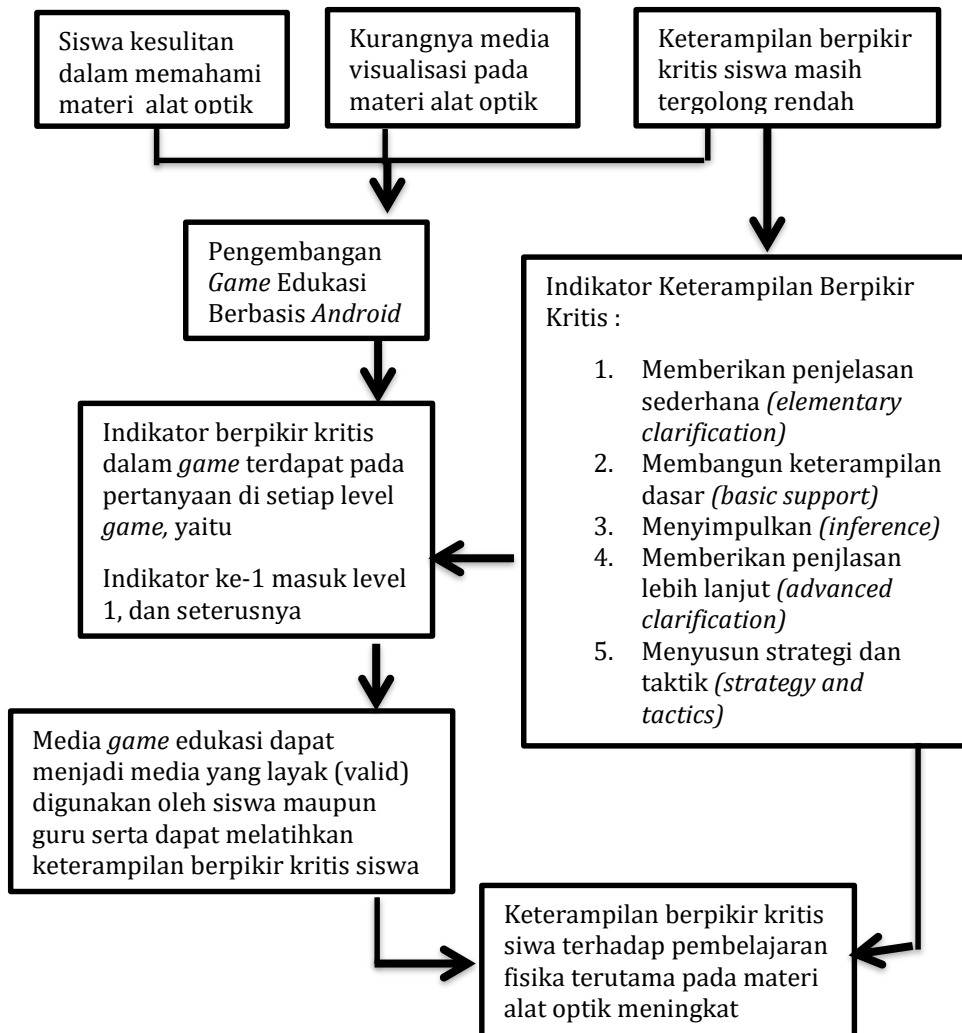 Siswa kesulitan
dalam memahami
materi alat optik
Kurangnya media
visualisasi pada
materi alat optik
Keterampilan berpikir
kritis siswa masih
tergolong rendah
Pengembangan
Game Edukasi
Berbasis Android
Indikator Keterampilan Berpikir
Kritis :
1. Memberikan penjelasan
sederhana (elementary
clarification)
2. Membangun keterampilan
dasar (basic support)
3. Menyimpulkan (inference)
4. Memberikan penjlasan
lebih lanjut (advanced
clarification)
5. Menyusun strategi dan
taktik (strategy and
tactics)
Indikator berpikir kritis
dalam game terdapat pada
pertanyaan di setiap level
game, yaitu
Indikator ke-1 masuk level
1, dan seterusnya
Media game edukasi dapat
menjadi media yang layak (valid)
digunakan oleh siswa maupun
guru serta dapat melatihkan
keterampilan berpikir kritis siswa
Keterampilan berpikir kritis
siwa terhadap pembelajaran
fisika terutama pada materi
alat optik meningkat